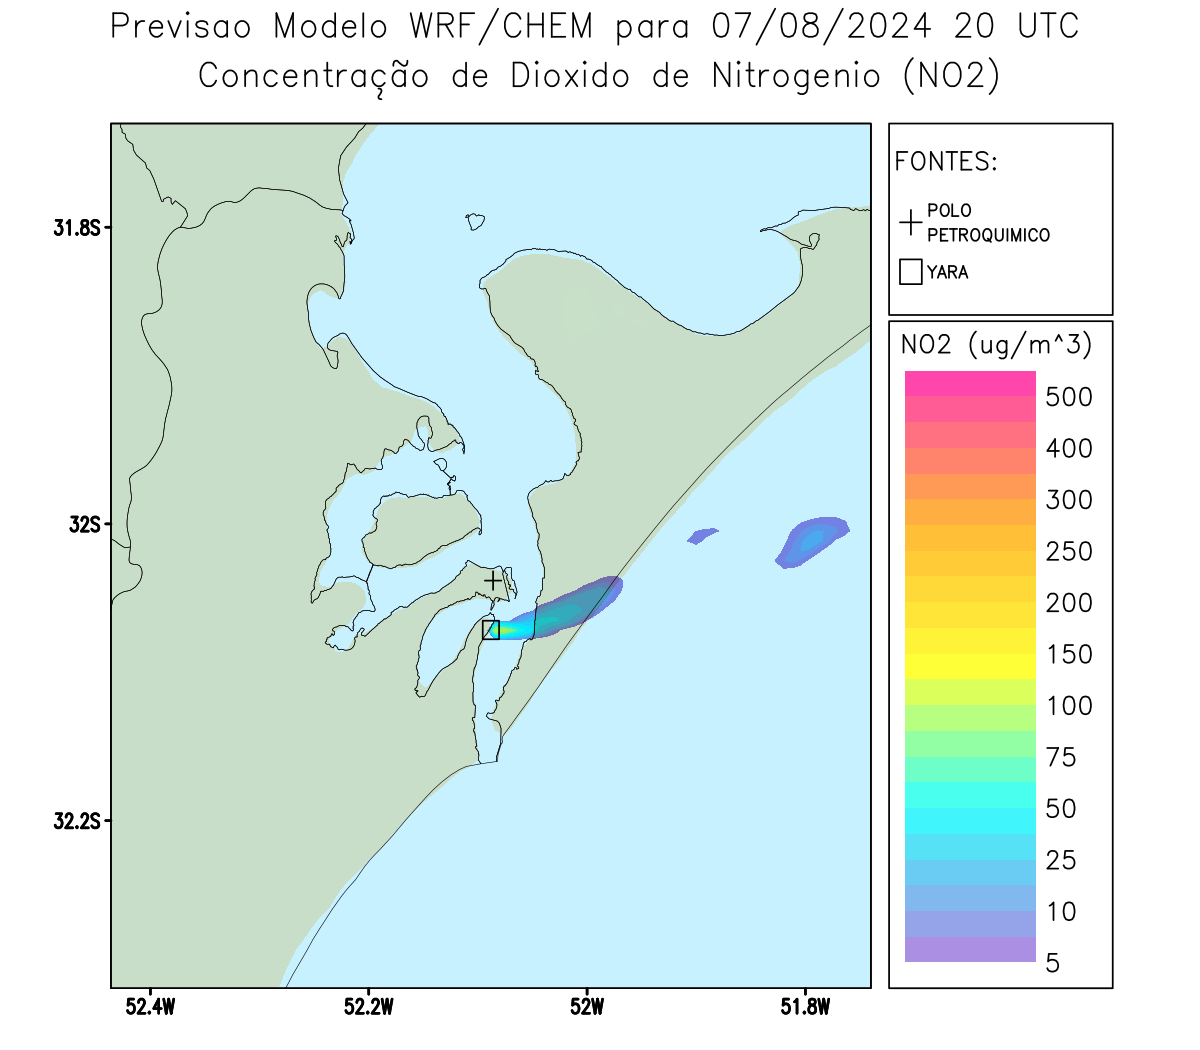 Previsao Modelo WRF/CHEM para 07/08/2024 20 UTC
Concentração de Dioxido de Nitrogenio (NO2)
FONTES:
POLO
PETROQUIMICO
YARA
NO2 (ug/m^3)
500
400
300
250
200
150
100
75
50
25
10
5
31.8S
32S
32.2S
52.4W
52.2W
52W
51.8W